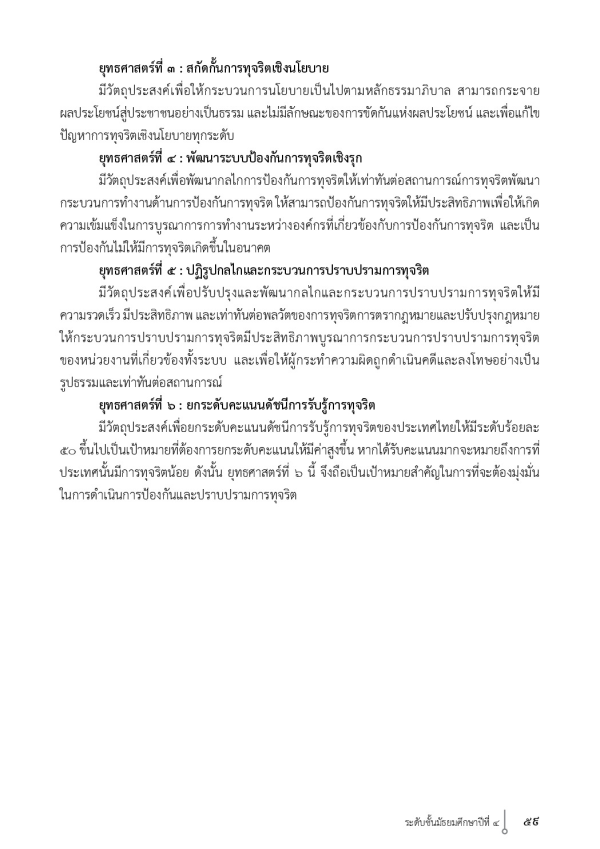 ยุทธศาสตร์ที่ ๓ : สกัดกั้นการทุจริตเชิงนโยบาย
มีวัตถุประสงค์เพื่อให้กระบวนการนโยบายเป็นไปตามหลักธรรมาภิบาล สามารถกระจาย
ผลประโยชน์สู่ประชาชนอย่างเป็นธรรม และไม่มีลักษณะของการขัดกันแห่งผลประโยชน์ และเพื่อแก้ไข
ปัญหาการทุจริตเชิงนโยบายทุกระดับ
ยุทธศาสตร์ที่ ๔ : พัฒนาระบบป้องกันการทุจริตเชิงรุก
มีวัตถุประสงค์เพื่อพัฒนากลไกการป้องกันการทุจริตให้เท่าทันต่อสถานการณ์การทุจริตพัฒนา
กระบวนการทำงานด้านการป้องกันการทุจริต ให้สามารถป้องกันการทุจริตให้มีประสิทธิภาพเพื่อให้เกิด
ความเข้มแข็งในการบูรณาการการทำงานระหว่างองค์กรที่เกี่ยวข้องกับการป้องกันการทุจริต และเป็น
การป้องกันไม่ให้มีการทุจริตเกิดขึ้นในอนาคต
ยุทธศาสตร์ที่ ๕ : ปฏิรูปกลไกและกระบวนการปราบปรามการทุจริต
มีวัตถุประสงค์เพื่อปรับปรุงและพัฒนากลไกและกระบวนการปราบปรามการทุจริตให้มี
ความรวดเร็ว มีประสิทธิภาพ และเท่าทันต่อพลวัตของการทุจริตการตรากฎหมายและปรับปรุงกฎหมาย
ให้กระบวนการปราบปรามการทุจริตมีประสิทธิภาพบูรณาการกระบวนการปราบปรามการทุจริต
ของหน่วยงานที่เกี่ยวข้องทั้งระบบ และเพื่อให้ผู้กระทำความผิดถูกดำเนินคดีและลงโทษอย่างเป็น
รูปธรรมและเท่าทันต่อสถานการณ์
ยุทธศาสตร์ที่ ๖ : ยกระดับคะแนนดัชนีการรับรู้การทุจริต
มีวัตถุประสงค์เพื่อยกระดับคะแนนดัชนีการรับรู้การทุจริตของประเทศไทยให้มีระดับร้อยละ
๕๐ ขึ้นไปเป็นเป้าหมายที่ต้องการยกระดับคะแนนให้มีค่าสูงขึ้น หากได้รับคะแนนมากจะหมายถึงการที่
ประเทศนั้นมีการทุจริตน้อย ดังนั้น ยุทธศาสตร์ที่ ๖ นี้ จึงถือเป็นเป้าหมายสำคัญในการที่จะต้องมุ่งมั่น
ในการดำเนินการป้องกันและปราบปรามการทุจริต
ระดับชั้นมัธยมศึกษาปีที่ ๔ ๕๙